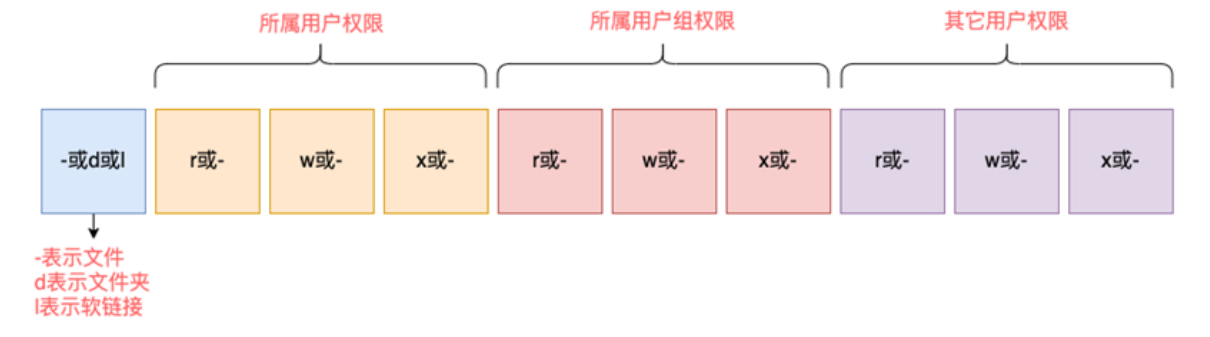 所属用户权限 所属用户组权限 其它用户权限
-或d或l r或- w或- x或- r或- w或- x或- r或- w或- x或-
-表示文件
d表示文件夹
l表示软链接